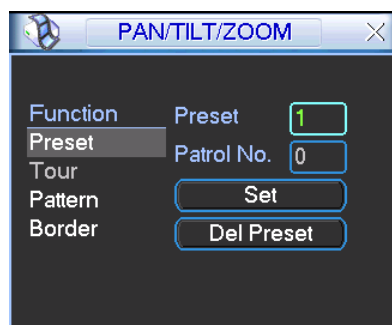 PAN/TILT/ZOOM
Function
Preset
Tour
Pattern
Border
Preset 1
Patrol No. 0
Set
Del Preset